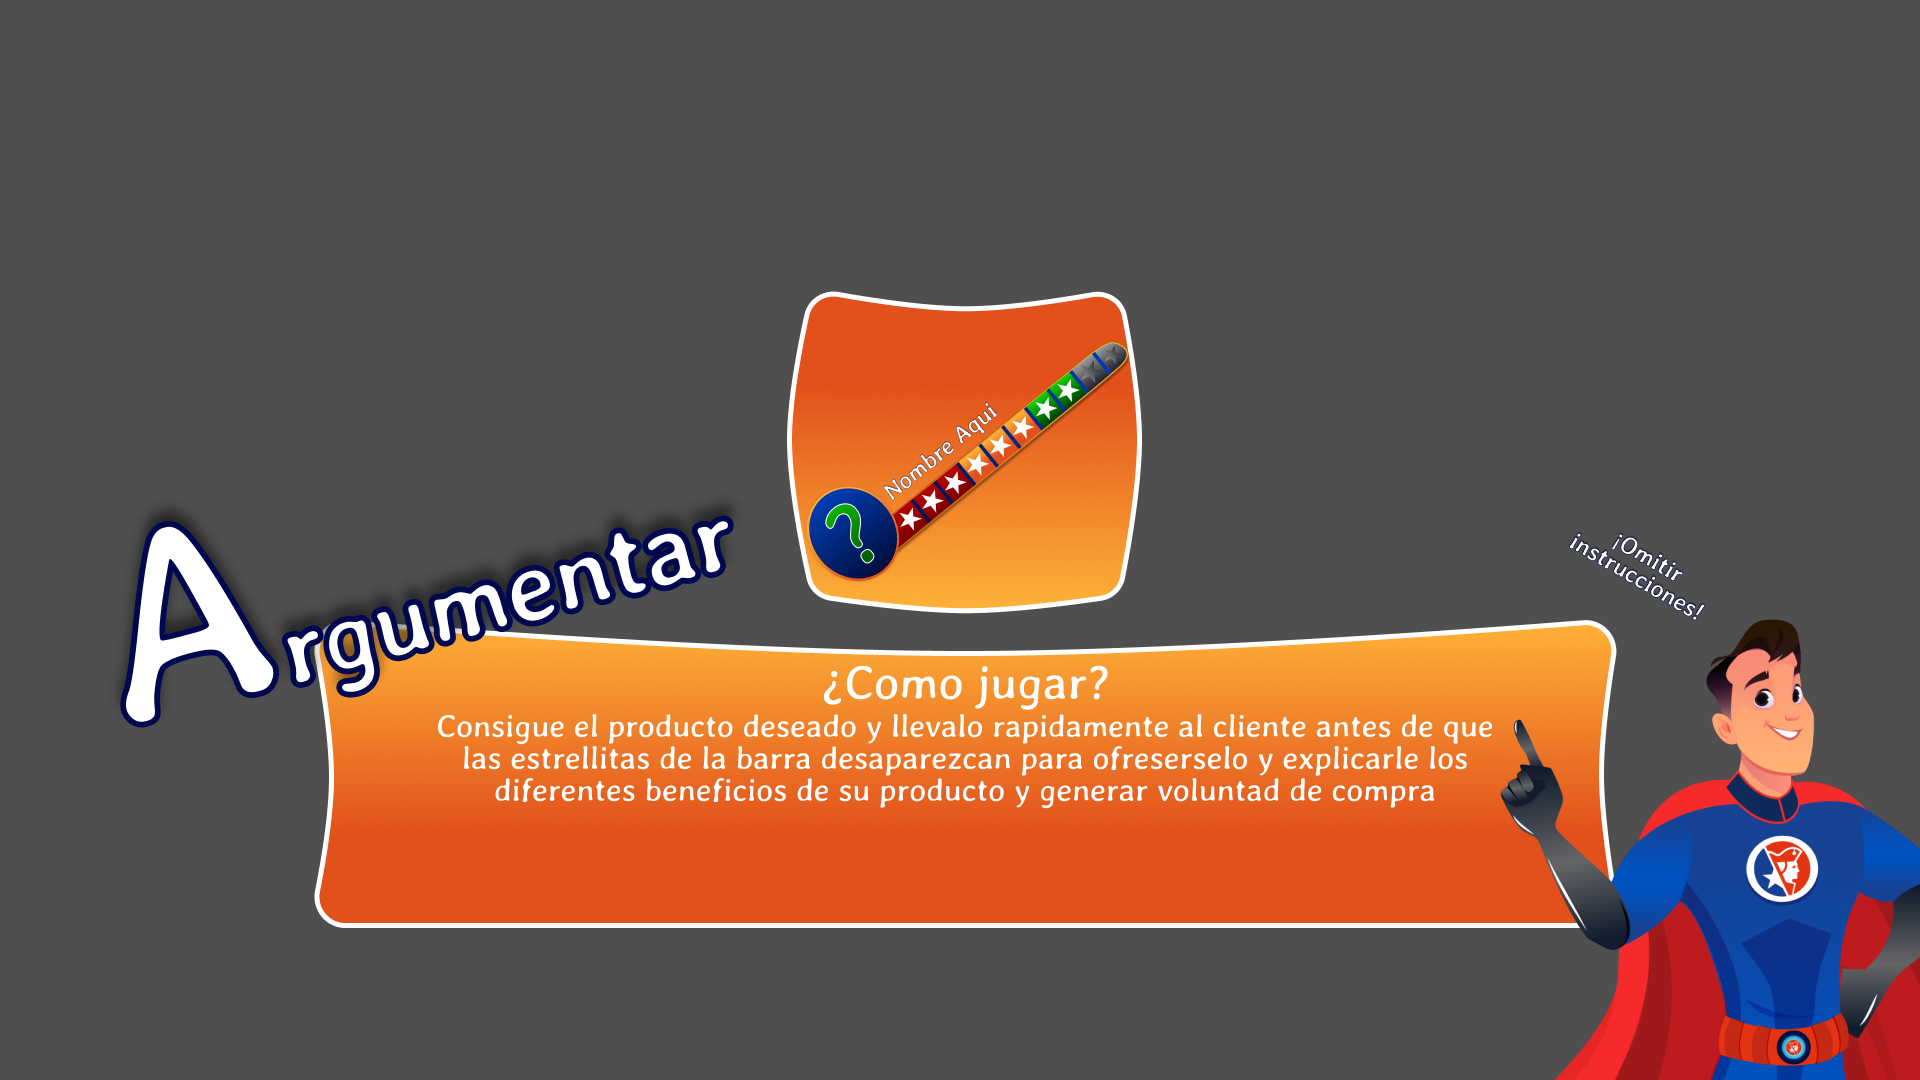 Nombre Aqui
Argumentar
¡Omitir
instrucciones!
¿Como jugar?
Consigue el producto deseado y llevalo rapidamente al cliente antes de que
las estrellitas de la barra desaparezcan para ofreserselo y explicarle los
diferentes beneficios de su producto y generar voluntad de compra